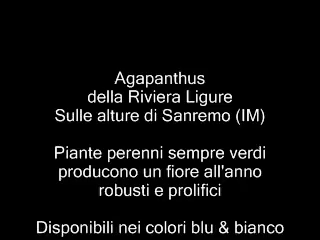 Agapanthus
della Riviera Ligure
Sulle alture di Sanremo (IM)
Piante perenni sempre verdi
producono un fiore all'anno
robusti e prolifici
Disponibili nei colori blu & bianco